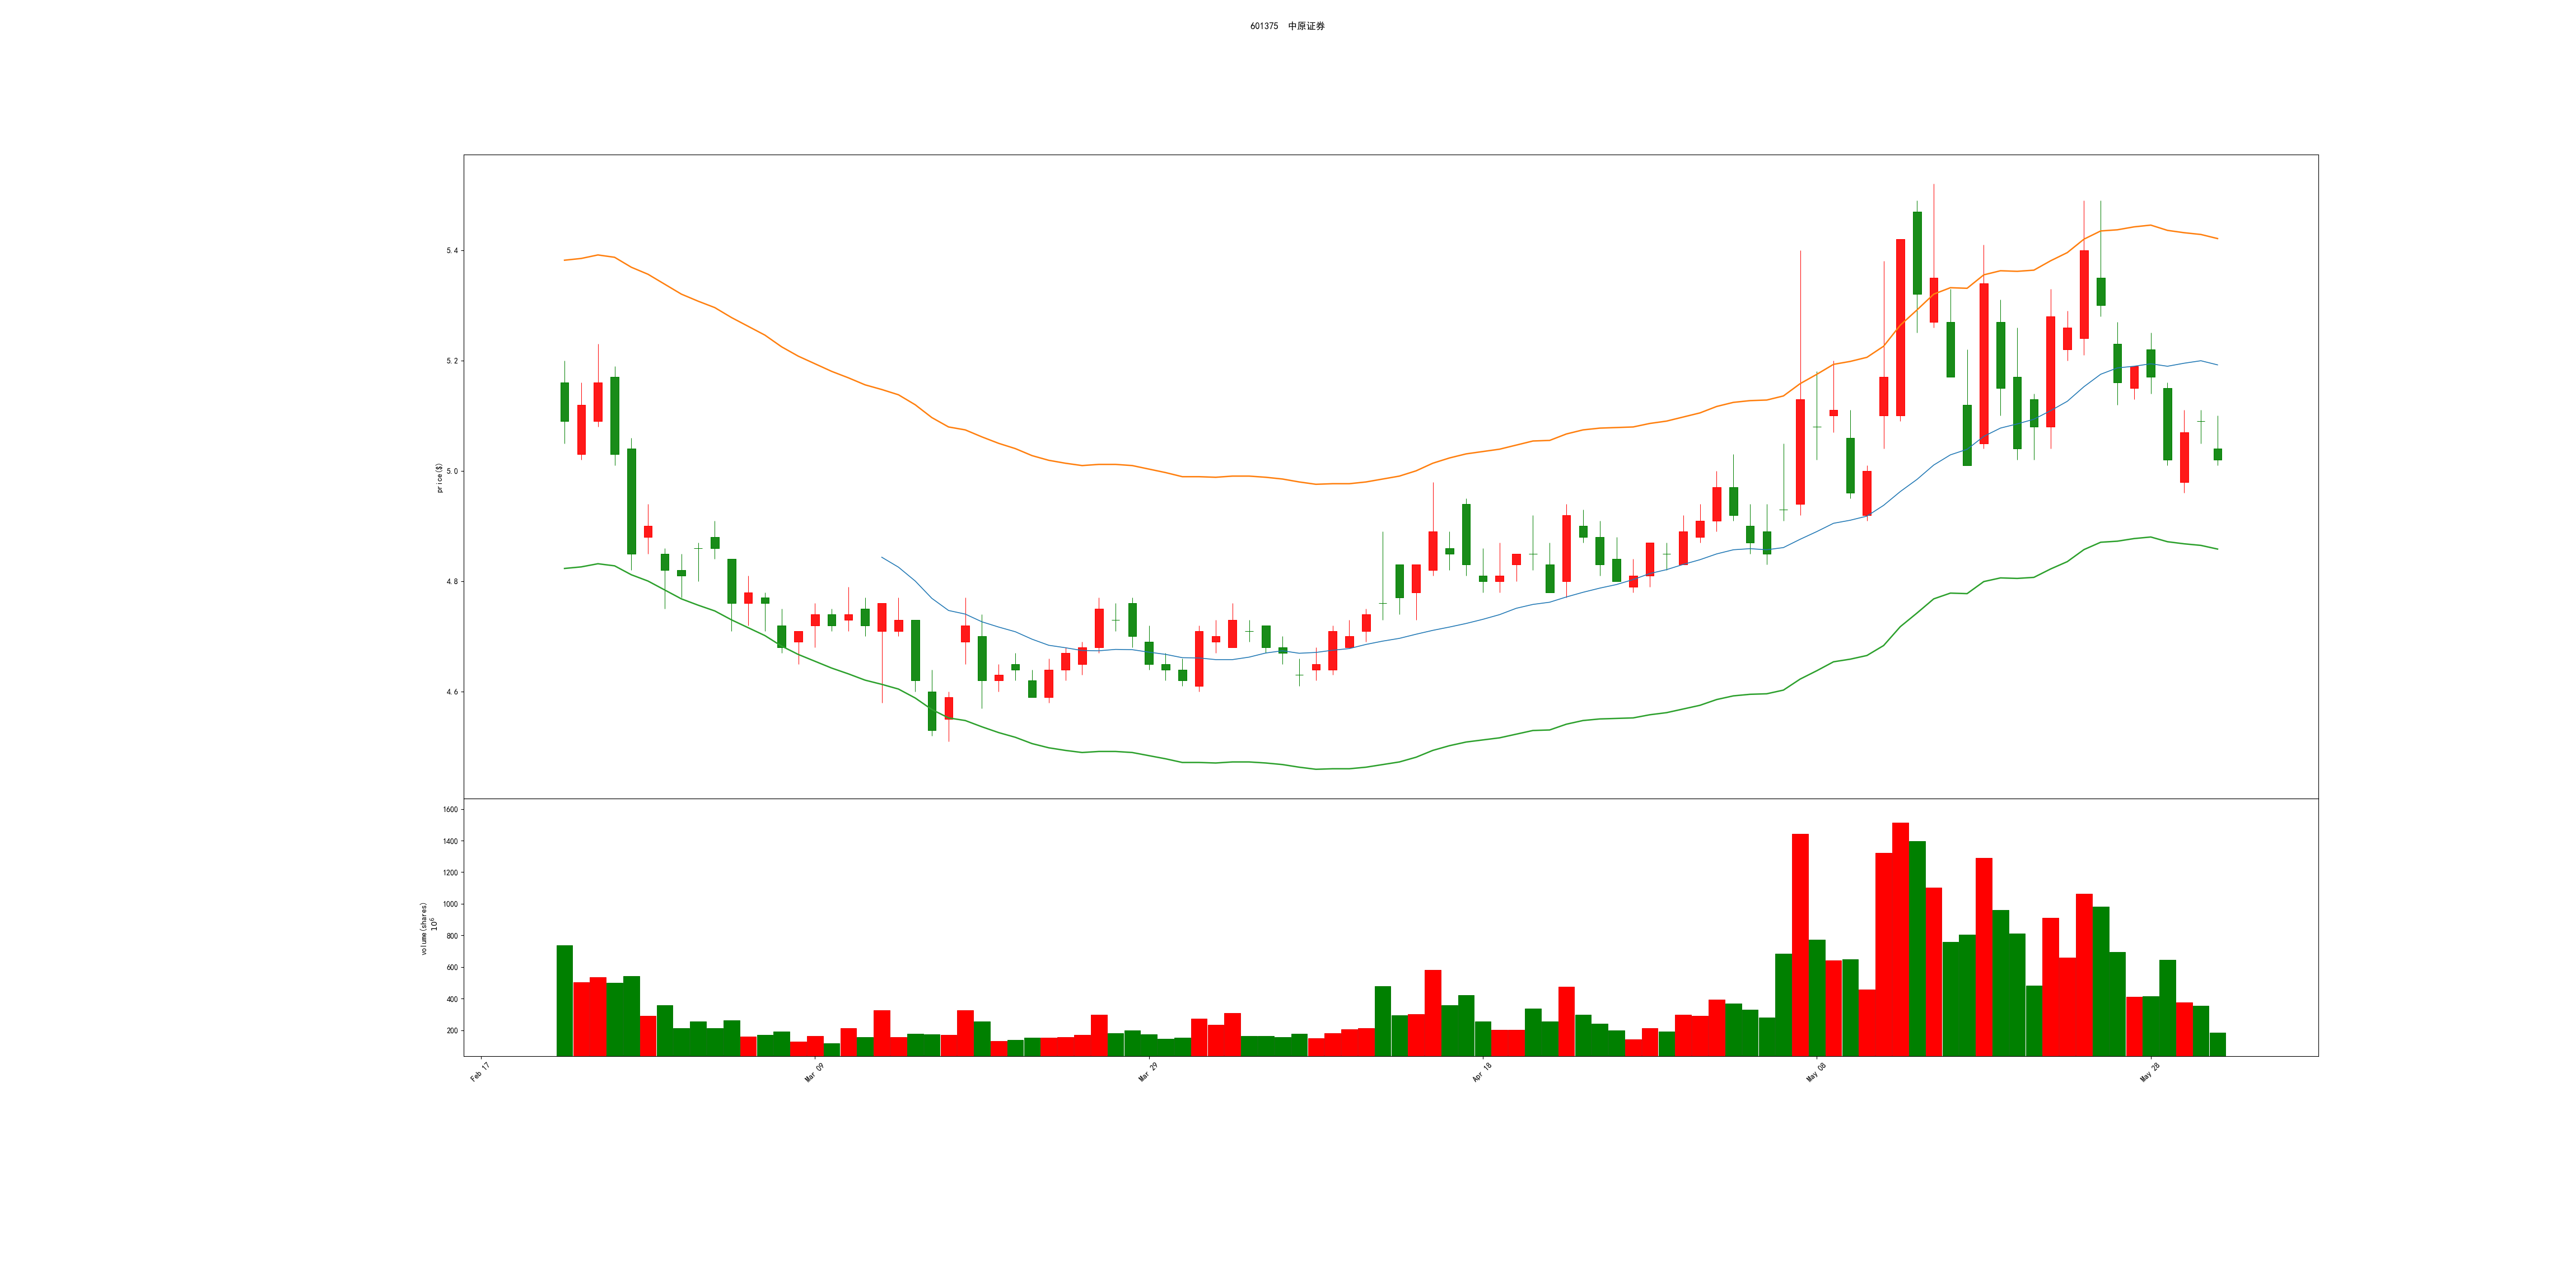 601375 中原证券
price($)
5.4
5.2
5.0
4.8
4.6
volume(shares)
10^6
1600
1400
1200
1000
800
600
400
200
Feb 17
Mar 09
Mar 29
Apr 18
May 08
May 28